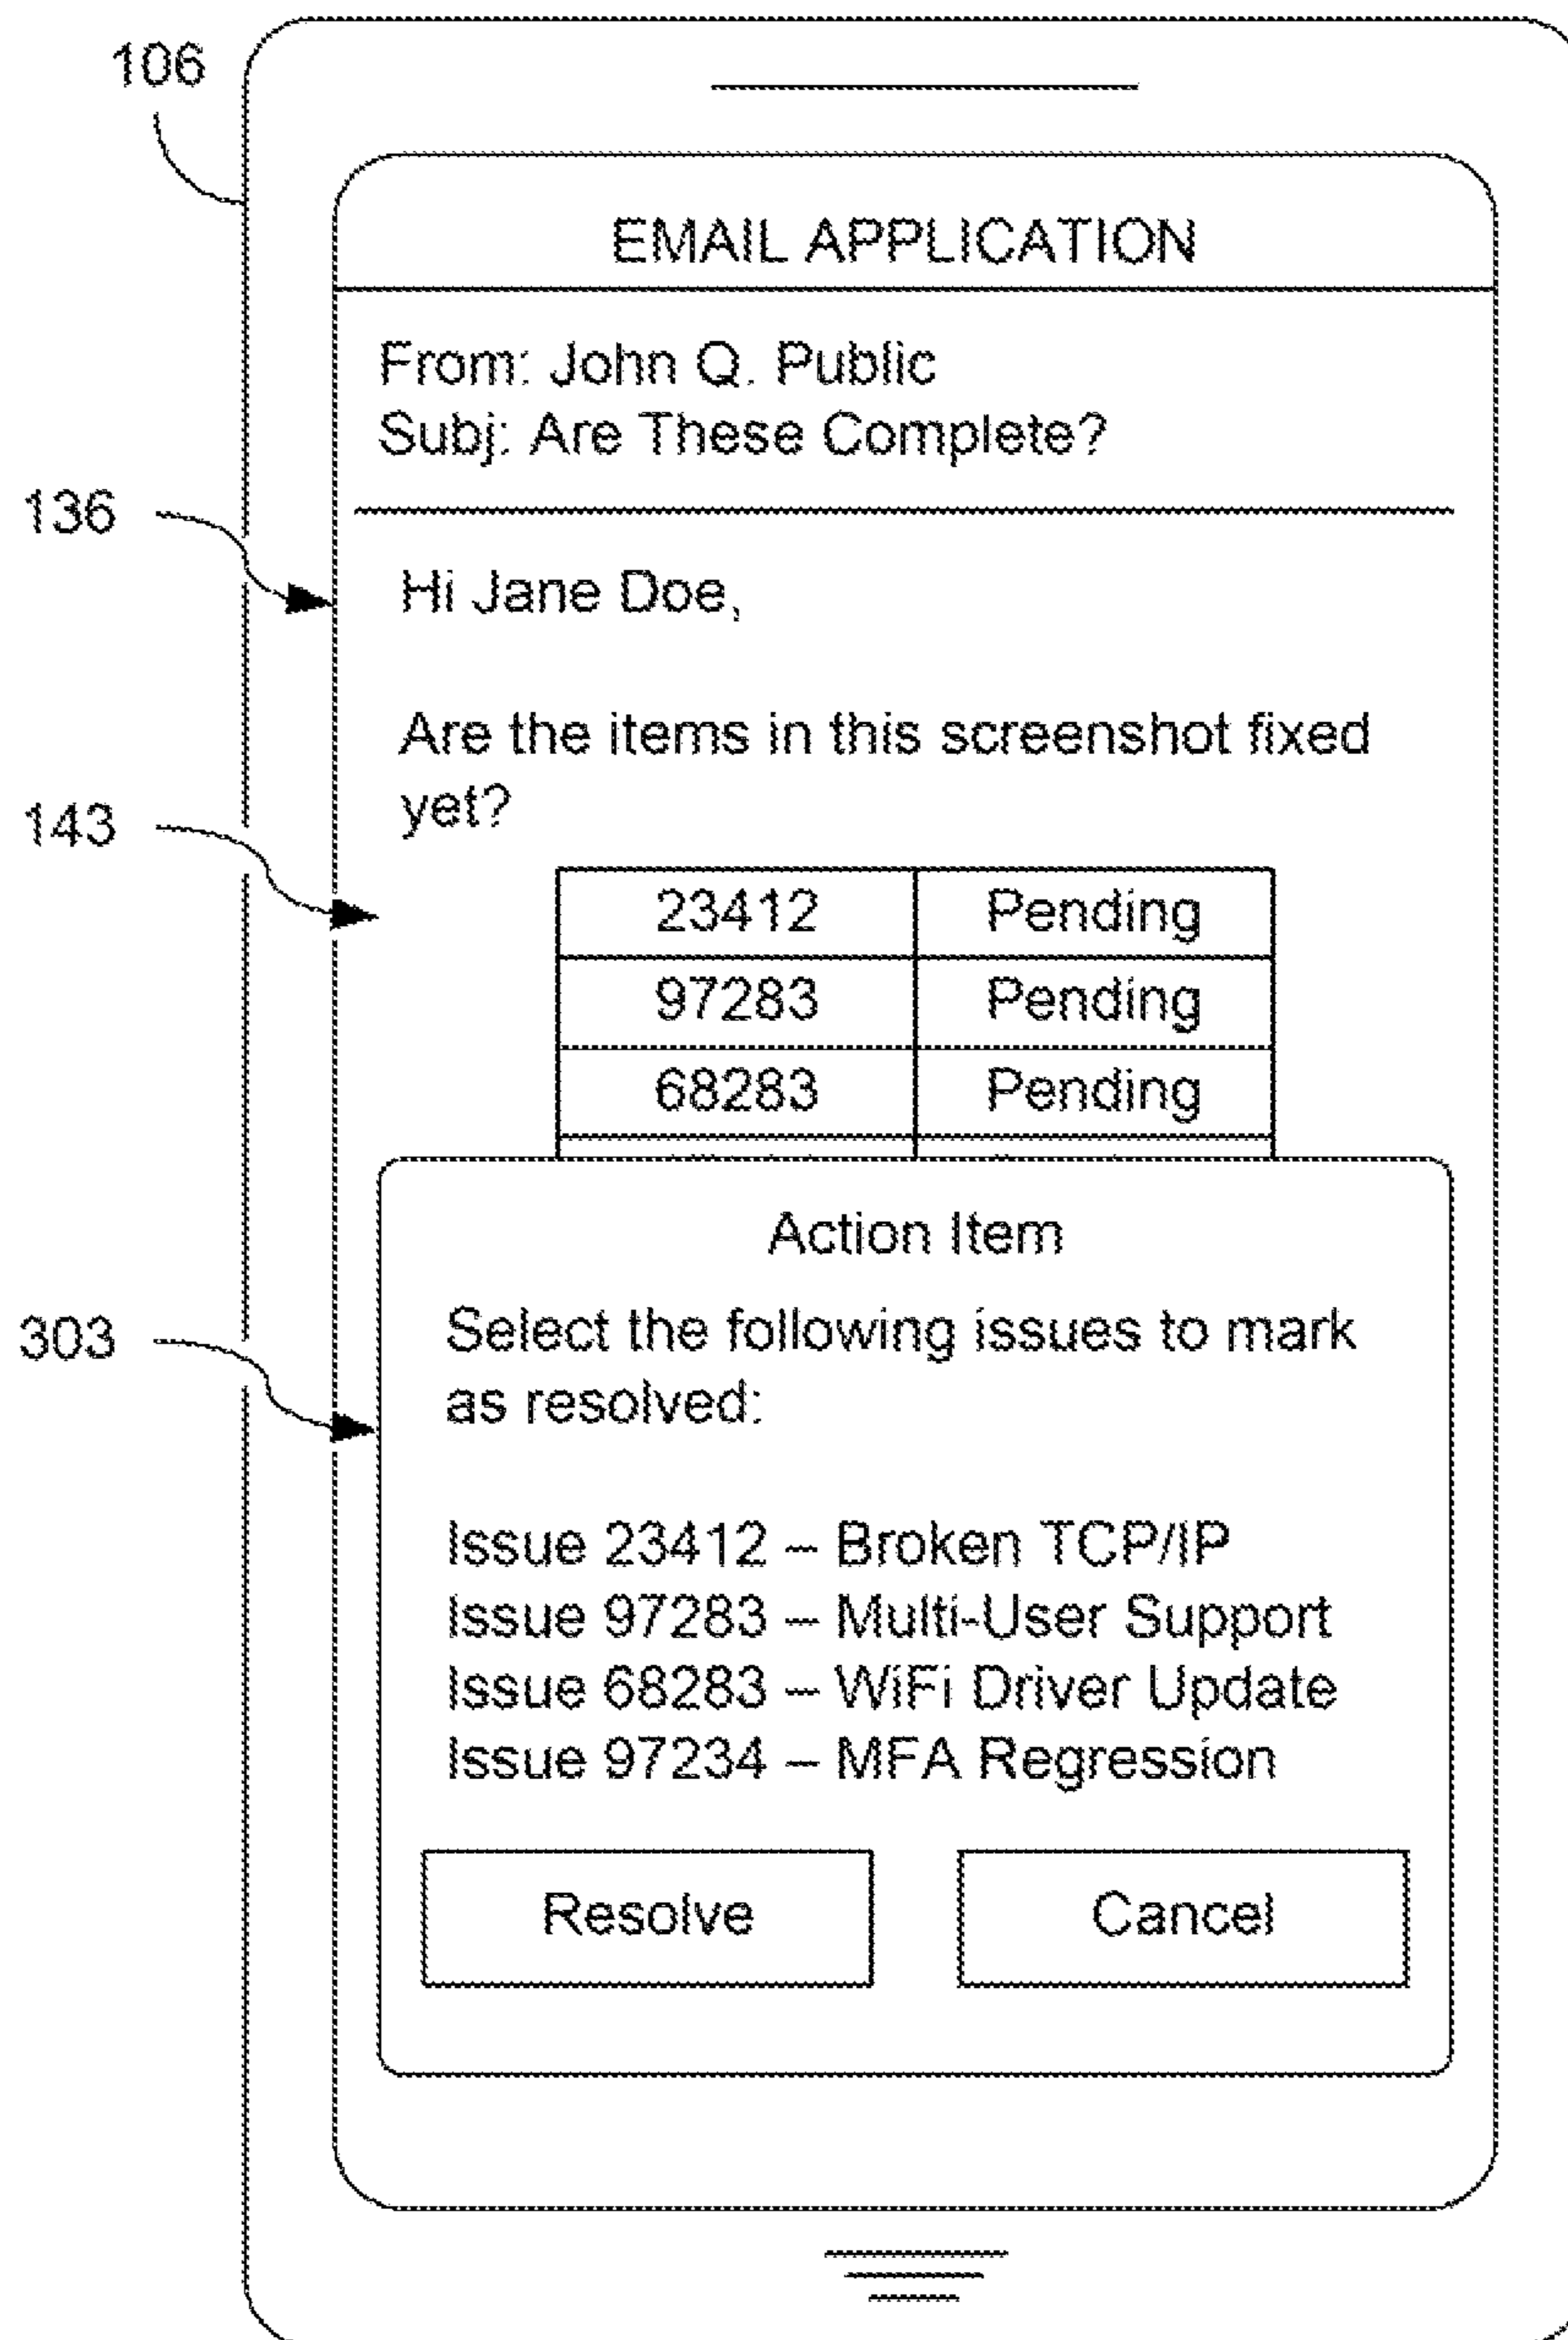 106
EMAIL APPLICATION
From: John Q. Public
Subj: Are These Complete?
136
Hi Jane Doe,
Are the items in this screenshot fixed
yet?
143
23412 Pending
97283 Pending
68283 Pending
Action Item
303
Select the following issues to mark
as resolved:
Issue 23412 – Broken TCP/IP
Issue 97283 – Multi-User Support
Issue 68283 – WiFi Driver Update
Issue 97234 – MFA Regression
Resolve Cancel